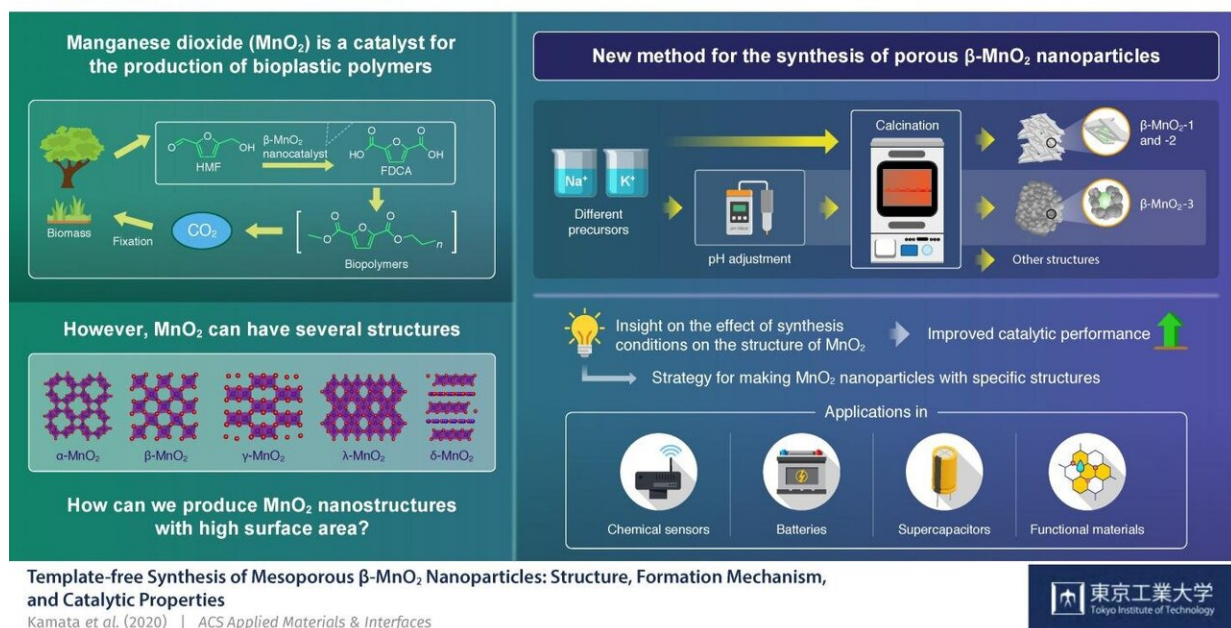 Manganese dioxide (MnO₂) is a catalyst for
the production of bioplastic polymers
O
O
OH
HMF
β-MnO₂
nanocatalyst
O
O
O
HO
OH
FDCA
Biomass
Fixation
CO₂
O
O
O
O
O
n
Biopolymers
However, MnO₂ can have several structures
α-MnO₂
β-MnO₂
γ-MnO₂
λ-MnO₂
δ-MnO₂
How can we produce MnO₂ nanostructures
with high surface area?
New method for the synthesis of porous β-MnO₂ nanoparticles
Na⁺
K⁺
Different
precursors
pH adjustment
Calcination
β-MnO₂-1
and -2
β-MnO₂-3
Other structures
Insight on the effect of synthesis
conditions on the structure of MnO₂
Improved catalytic performance
Strategy for making MnO₂ nanoparticles with specific structures
Applications in
Chemical sensors
Batteries
Supercapacitors
Functional materials
Template-free Synthesis of Mesoporous β-MnO₂ Nanoparticles: Structure, Formation Mechanism,
and Catalytic Properties
Kamata et al. (2020) | ACS Applied Materials & Interfaces
東京工業大学
Tokyo Institute of Technology